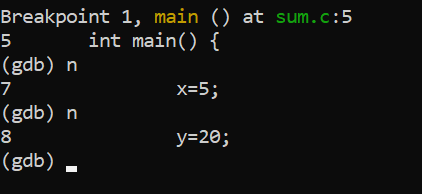 Breakpoint 1, main () at sum.c:5
5       int main() {
(gdb) n
7               x=5;
(gdb) n
8               y=20;
(gdb)